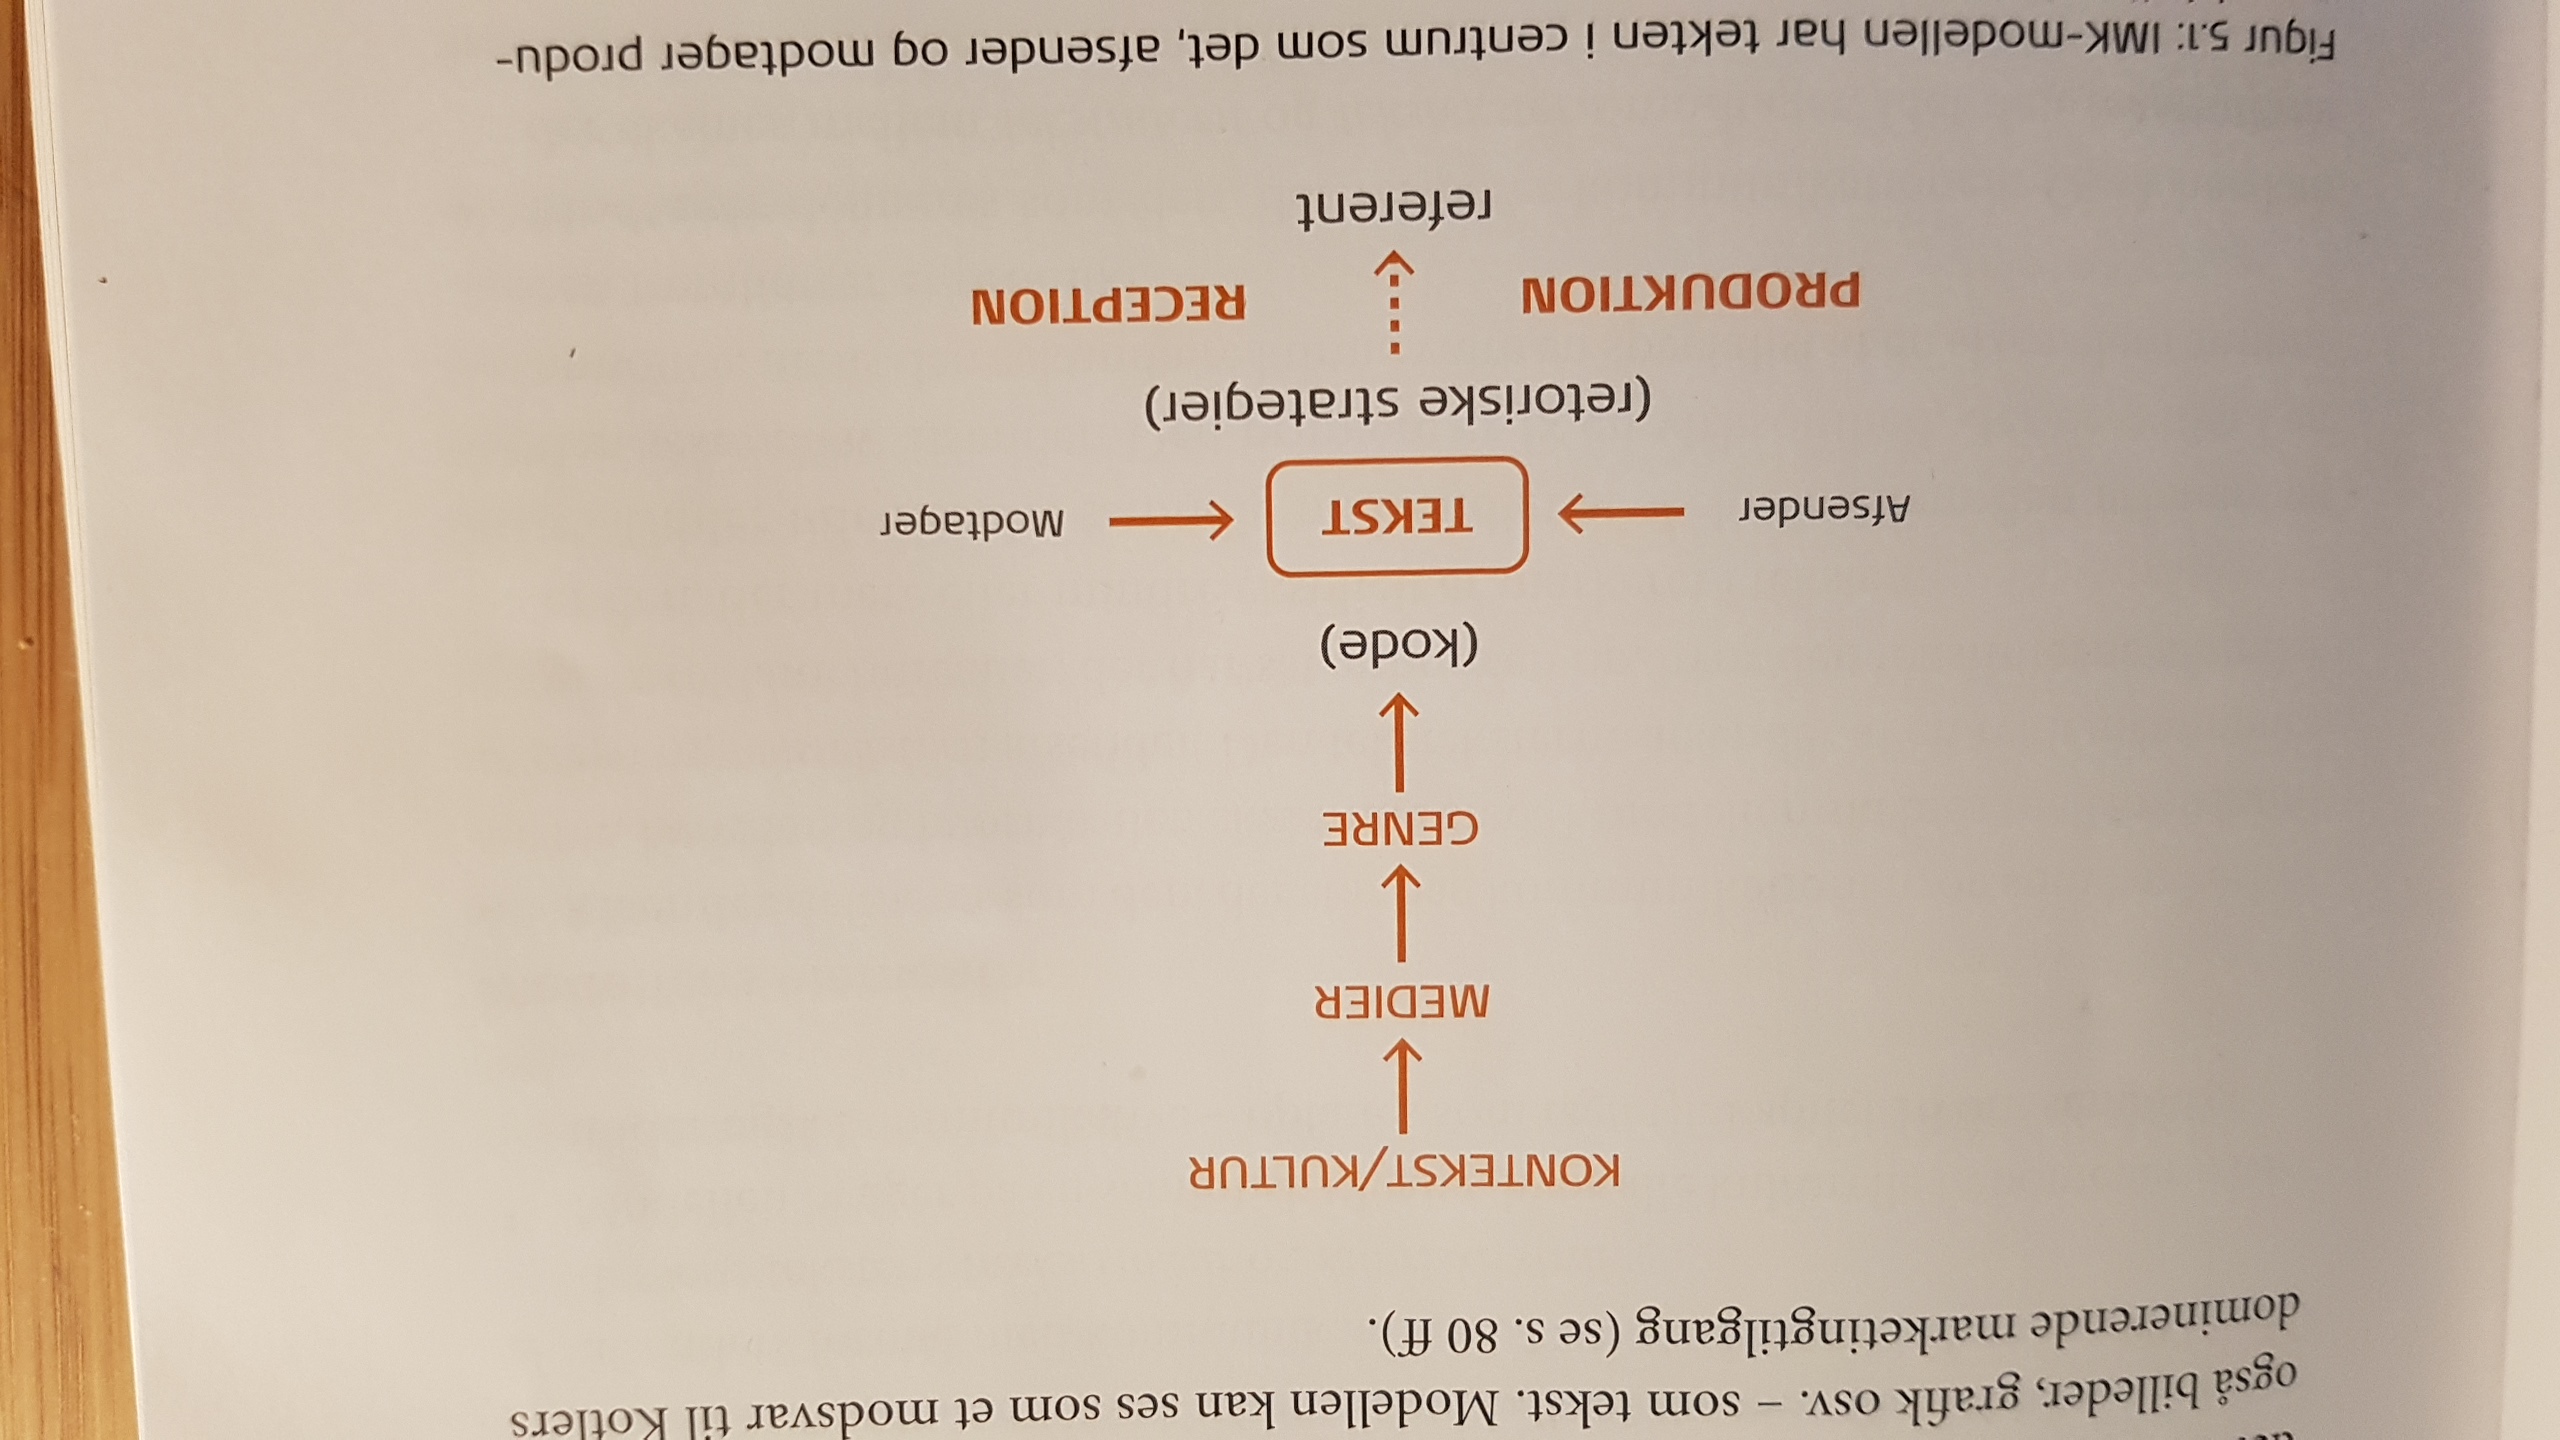 også billeder, grafik osv. – som tekst. Modellen kan ses som et modsvar til Kotlers
dominerende marketingtilgang (se s. 80 ff).
KONTEKST/KULTUR
MEDIER
GENRE
(kode)
Afsender TEKST Modtager
(retoriske strategier)
PRODUKTION RECEPTION
referent
Figur 5.1: IMK-modellen har tekten i centrum som det, afsender og modtager produ-